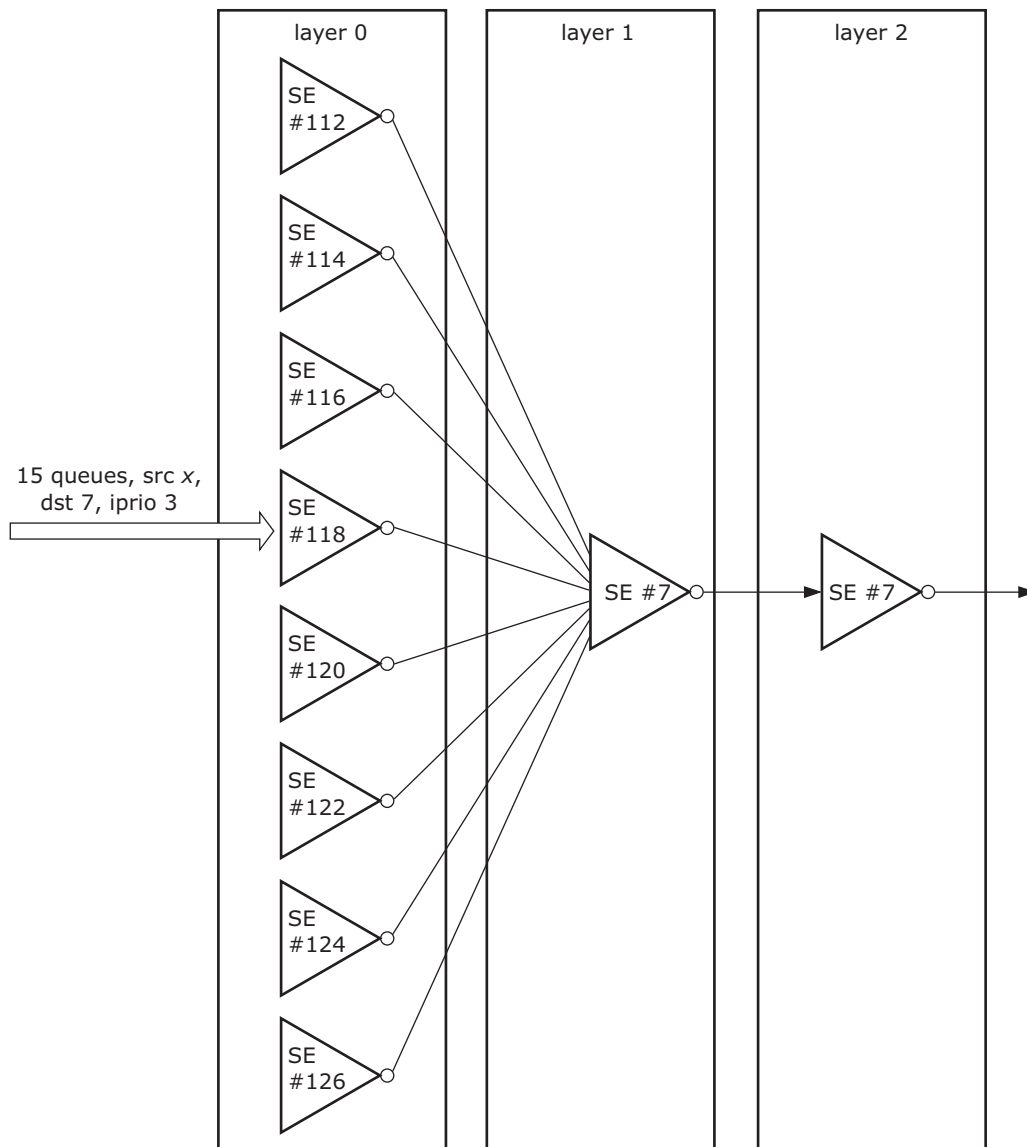 layer 0
layer 1
layer 2
SE
#112
SE
#114
SE
#116
15 queues, src x,
dst 7, iprio 3
SE
#118
SE #7
SE #7
SE
#120
SE
#122
SE
#124
SE
#126